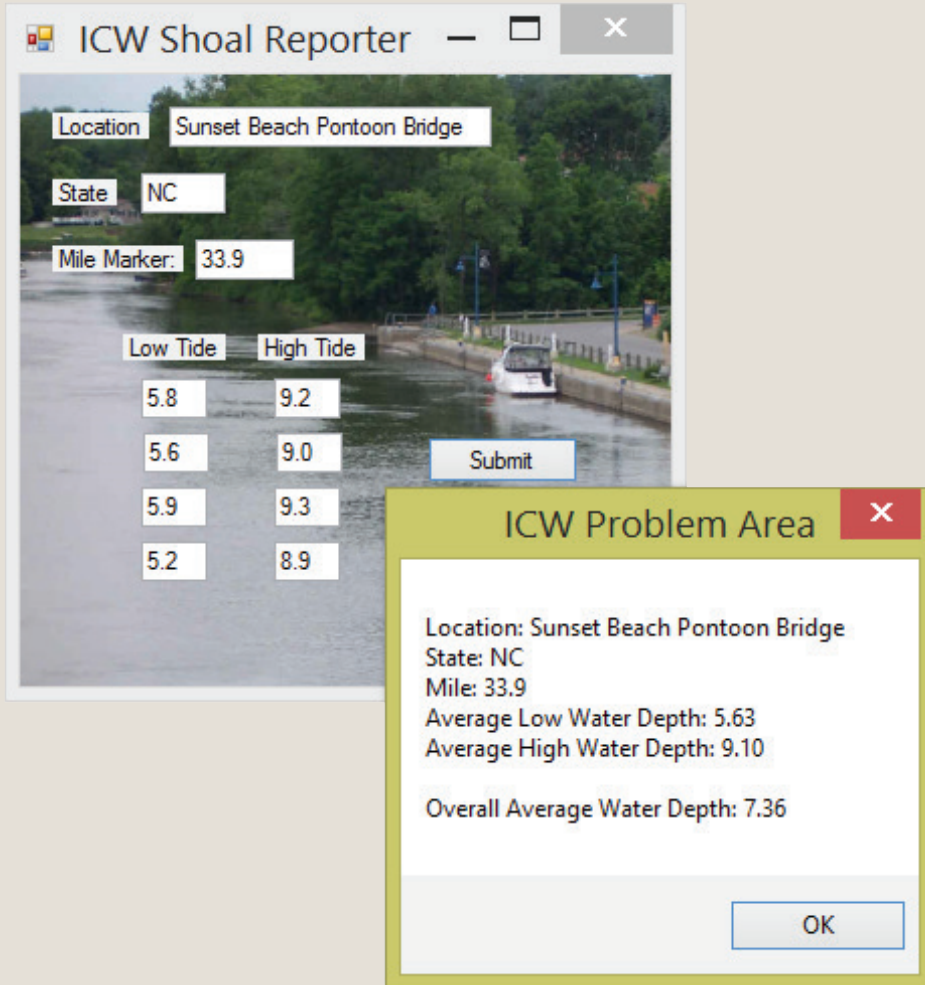 ICW Shoal Reporter
Location Sunset Beach Pontoon Bridge
State NC
Mile Marker: 33.9
Low Tide High Tide
5.8 9.2
5.6 9.0
Submit
5.9 9.3
5.2 8.9
ICW Problem Area
Location: Sunset Beach Pontoon Bridge
State: NC
Mile: 33.9
Average Low Water Depth: 5.63
Average High Water Depth: 9.10
Overall Average Water Depth: 7.36
OK